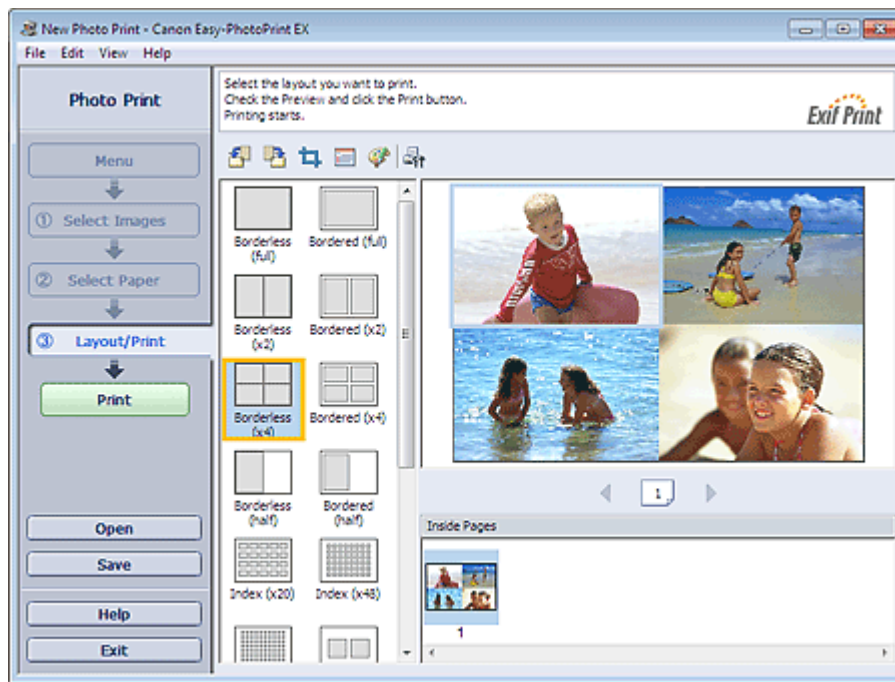 New Photo Print - Canon Easy-PhotoPrint EX
File Edit View Help
Photo Print
Select the layout you want to print.
Check the Preview and click the Print button.
Printing starts.
Exif Print
Menu
① Select Images
② Select Paper
③ Layout/Print
Print
Open
Save
Help
Exit
Borderless
(full)
Bordered (full)
Borderless
(x2)
Bordered (x2)
Borderless
(x4)
Bordered (x4)
Borderless
(half)
Bordered
(half)
Index (x20)
Index (x48)
1
Inside Pages
1